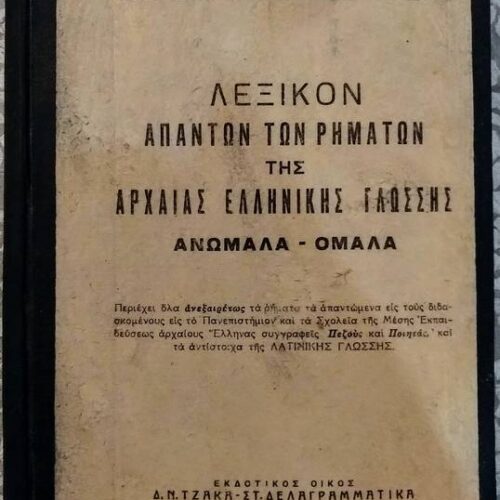 ΛΕΞΙΚΟΝ
ΑΠΑΝΤΩΝ ΤΩΝ ΡΗΜΑΤΩΝ
ΤΗΣ
ΑΡΧΑΙΑΣ ΕΛΛΗΝΙΚΗΣ ΓΛΩΣΣΗΣ
ΑΝΩΜΑΛΑ - ΟΜΑΛΑ
Περιέχει ὅλα ἀνεξαιρέτως τὰ ρήματα τὰ ἀπαντώμενα εἰς τοὺς διδα-
σκομένους εἰς τὸ Πανεπιστήμιον καὶ τὰ Σχολεῖα τῆς Μέσης Ἐκπαι-
δεύσεως ἀρχαίους Ἕλληνας συγγραφεῖς Πεζοὺς καὶ Ποιητάς, καὶ
τὰ ἀντίστοιχα τῆς ΛΑΤΙΝΙΚΗΣ ΓΛΩΣΣΗΣ.
ΕΚΔΟΤΙΚΟΣ ΟΙΚΟΣ
Δ.Ν.ΤΖΑΚΑ-ΣΤ.ΔΕΛΑΓΡΑΜΜΑΤΙΚΑ